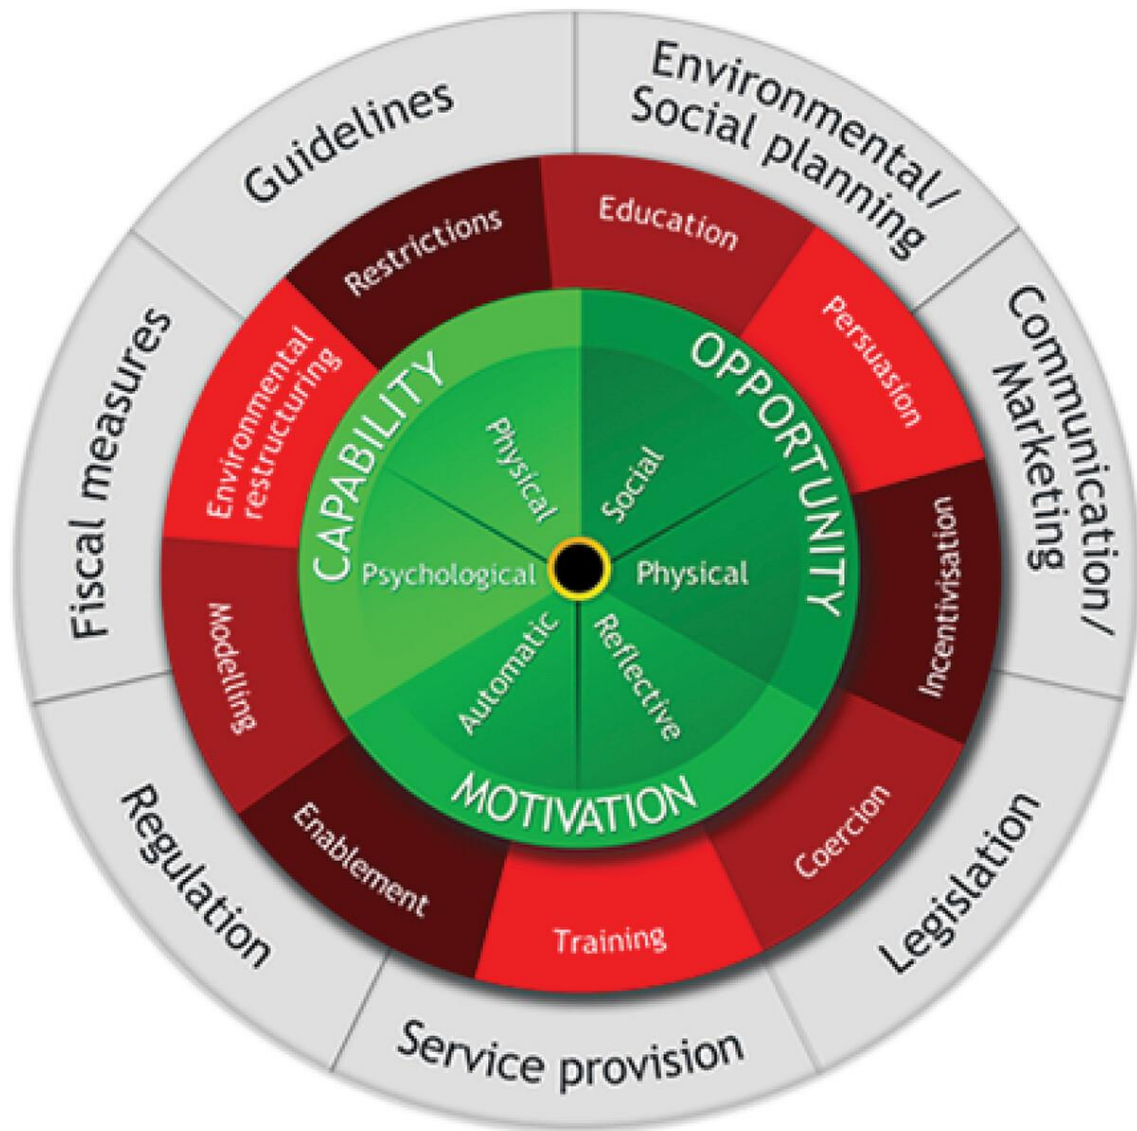 Guidelines
Environmental/
Social planning
Communication/
Marketing
Legislation
Service provision
Regulation
Fiscal measures
Restrictions
Education
Persuasion
Incentivisation
Coercion
Training
Enablement
Modelling
Environmental
restructuring
CAPABILITY
OPPORTUNITY
MOTIVATION
Physical
Social
Physical
Reflective
Automatic
Psychological